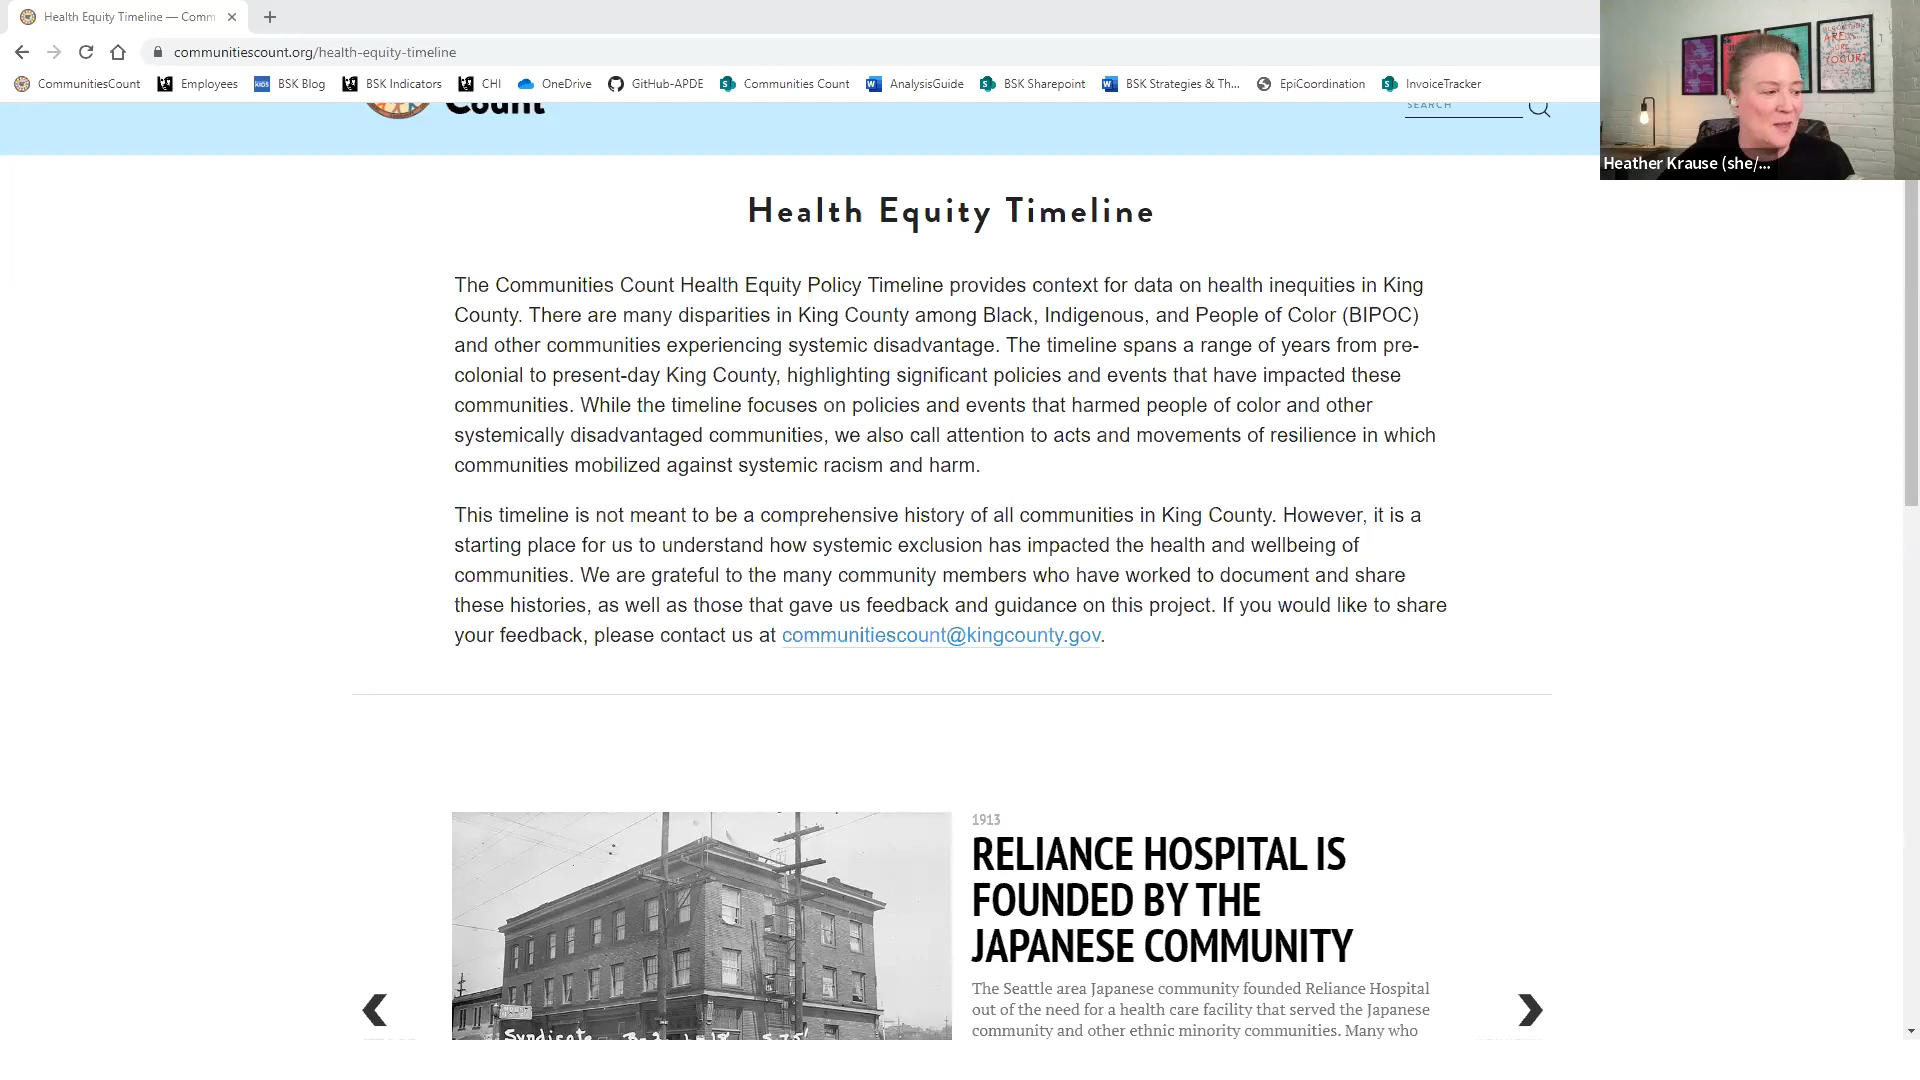 Health Equity Timeline — Comm
communitiescount.org/health-equity-timeline
CommunitiesCount
Employees
BSK Blog
BSK Indicators
CHI
OneDrive
GitHub-APDE
Communities Count
AnalysisGuide
BSK Sharepoint
BSK Strategies & Th...
EpiCoordination
InvoiceTracker
Count
SEARCH
ARE
YOGURT
Heather Krause (she/...
Health Equity Timeline
The Communities Count Health Equity Policy Timeline provides context for data on health inequities in King
County. There are many disparities in King County among Black, Indigenous, and People of Color (BIPOC)
and other communities experiencing systemic disadvantage. The timeline spans a range of years from pre-
colonial to present-day King County, highlighting significant policies and events that have impacted these
communities. While the timeline focuses on policies and events that harmed people of color and other
systemically disadvantaged communities, we also call attention to acts and movements of resilience in which
communities mobilized against systemic racism and harm.
This timeline is not meant to be a comprehensive history of all communities in King County. However, it is a
starting place for us to understand how systemic exclusion has impacted the health and wellbeing of
communities. We are grateful to the many community members who have worked to document and share
these histories, as well as those that gave us feedback and guidance on this project. If you would like to share
your feedback, please contact us at communitiescount@kingcounty.gov.
1913
RELIANCE HOSPITAL IS
FOUNDED BY THE
JAPANESE COMMUNITY
The Seattle area Japanese community founded Reliance Hospital
out of the need for a health care facility that served the Japanese
community and other ethnic minority communities. Many who
Syndicate